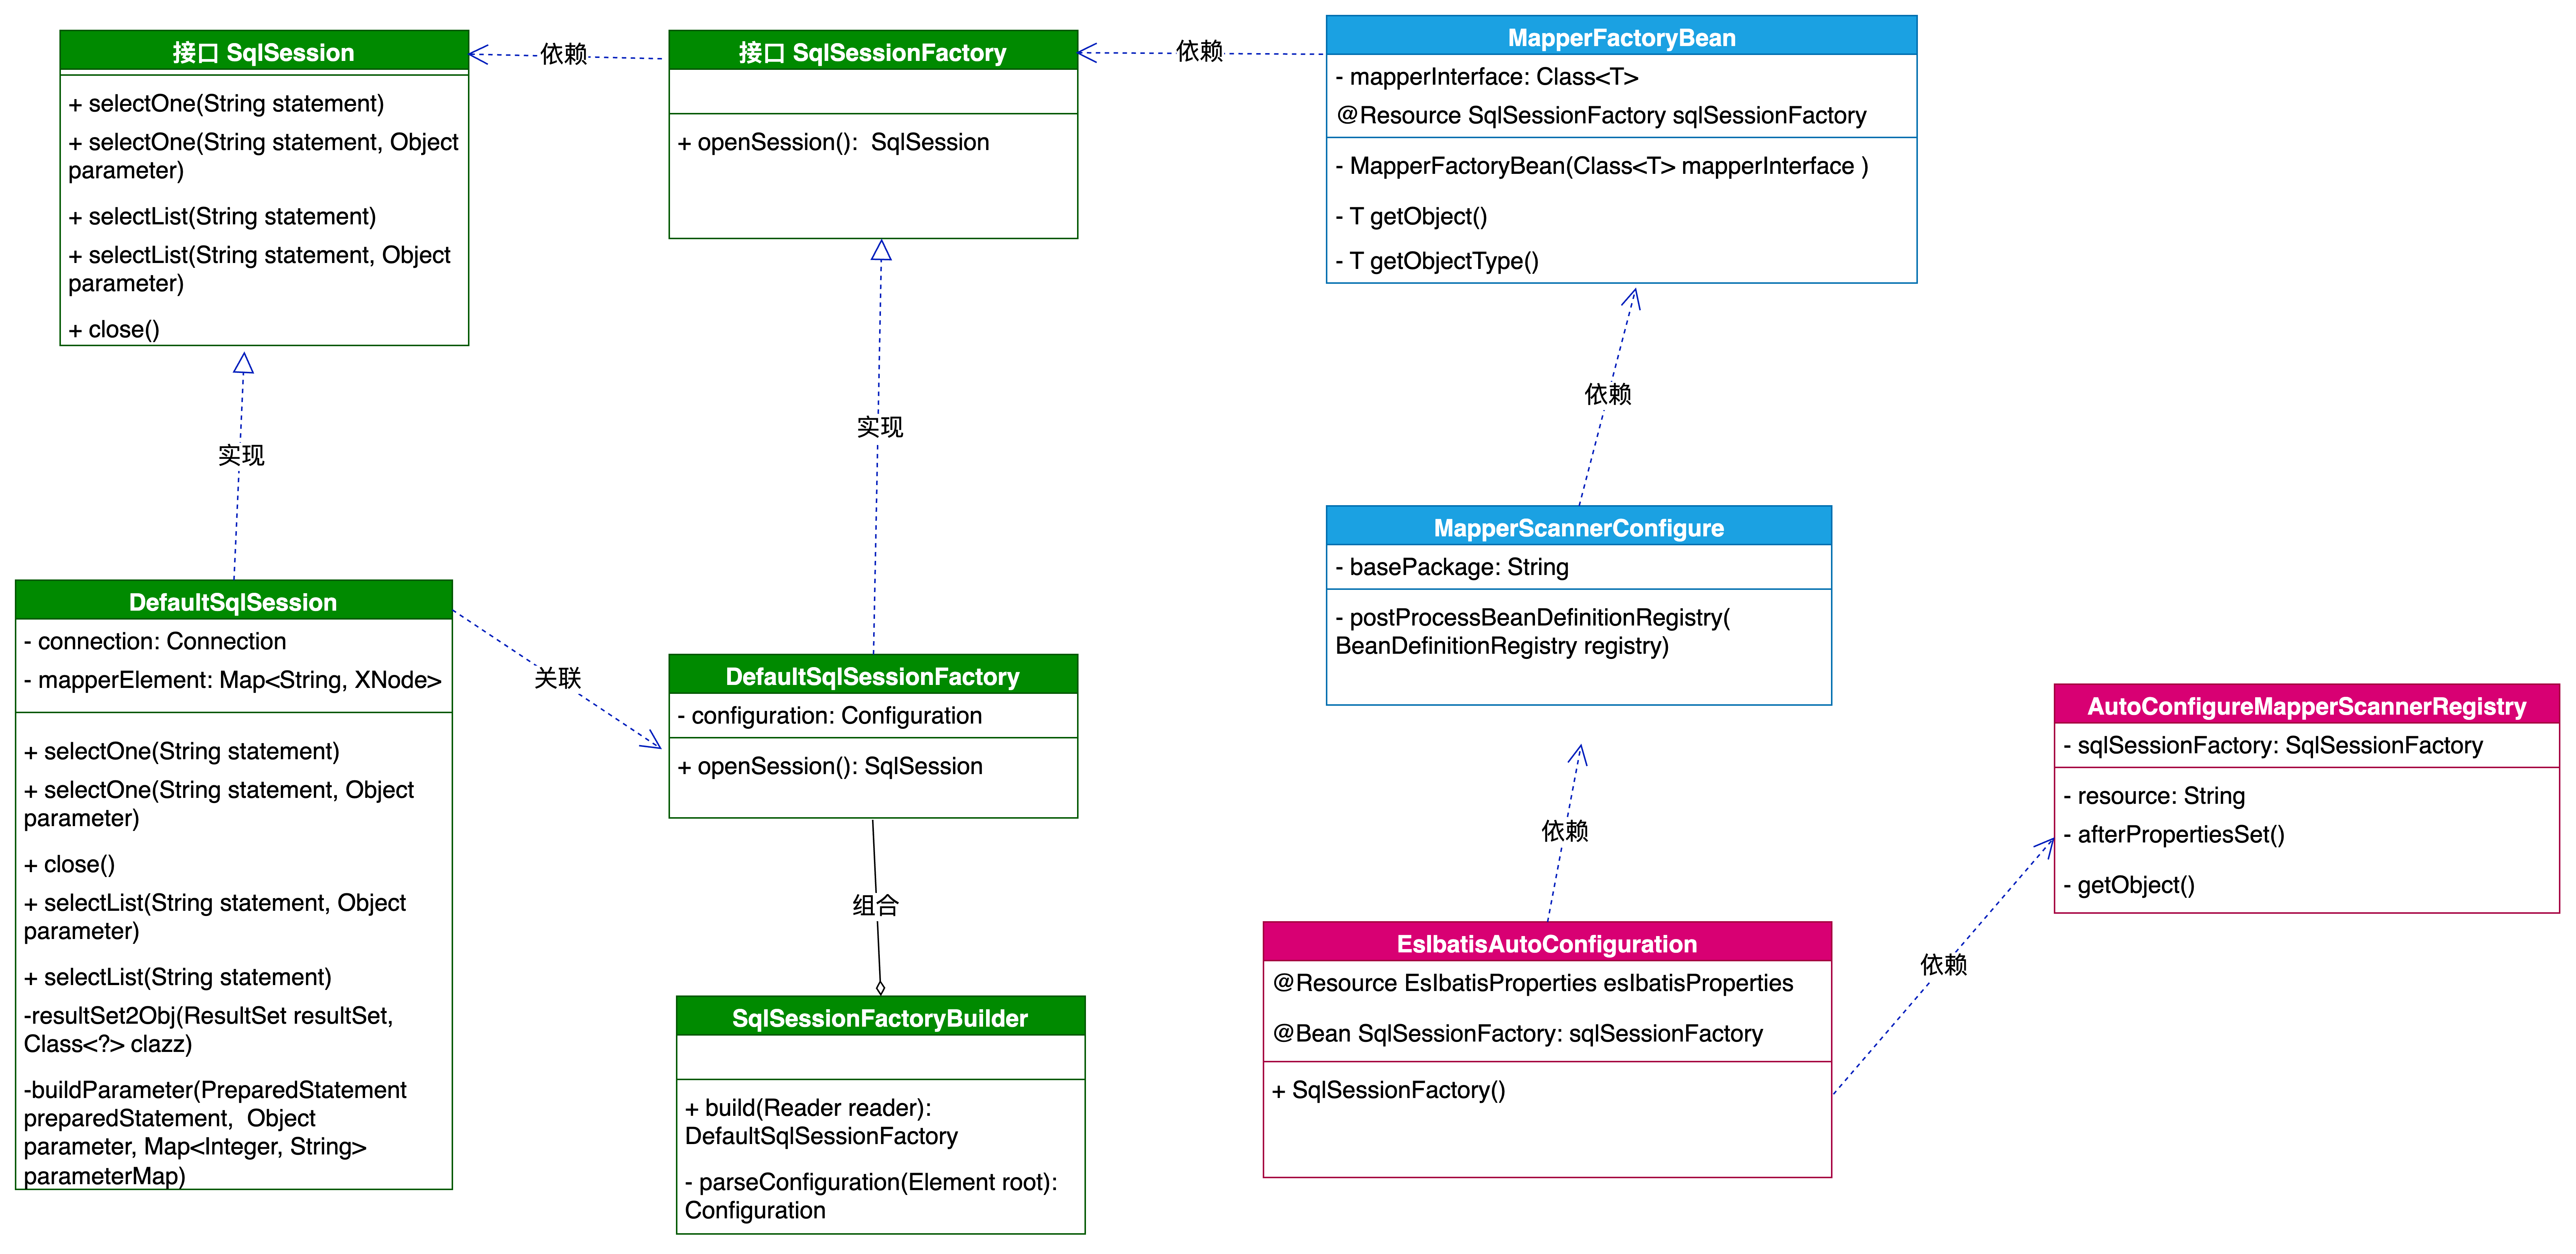 接口 SqlSession
+ selectOne(String statement)
+ selectOne(String statement, Object
parameter)
+ selectList(String statement)
+ selectList(String statement, Object
parameter)
+ close()
依赖
接口 SqlSessionFactory
+ openSession():  SqlSession
依赖
MapperFactoryBean
- mapperInterface: Class<T>
@Resource SqlSessionFactory sqlSessionFactory
- MapperFactoryBean(Class<T> mapperInterface )
- T getObject()
- T getObjectType()
实现
实现
依赖
DefaultSqlSession
- connection: Connection
- mapperElement: Map<String, XNode>
+ selectOne(String statement)
+ selectOne(String statement, Object
parameter)
+ close()
+ selectList(String statement, Object
parameter)
+ selectList(String statement)
-resultSet2Obj(ResultSet resultSet,
Class<?> clazz)
-buildParameter(PreparedStatement
preparedStatement,  Object
parameter, Map<Integer, String>
parameterMap)
关联
DefaultSqlSessionFactory
- configuration: Configuration
+ openSession(): SqlSession
组合
SqlSessionFactoryBuilder
+ build(Reader reader):
DefaultSqlSessionFactory
- parseConfiguration(Element root):
Configuration
MapperScannerConfigure
- basePackage: String
- postProcessBeanDefinitionRegistry(
BeanDefinitionRegistry registry)
依赖
EsIbatisAutoConfiguration
@Resource EsIbatisProperties esIbatisProperties
@Bean SqlSessionFactory: sqlSessionFactory
+ SqlSessionFactory()
依赖
AutoConfigureMapperScannerRegistry
- sqlSessionFactory: SqlSessionFactory
- resource: String
- afterPropertiesSet()
- getObject()